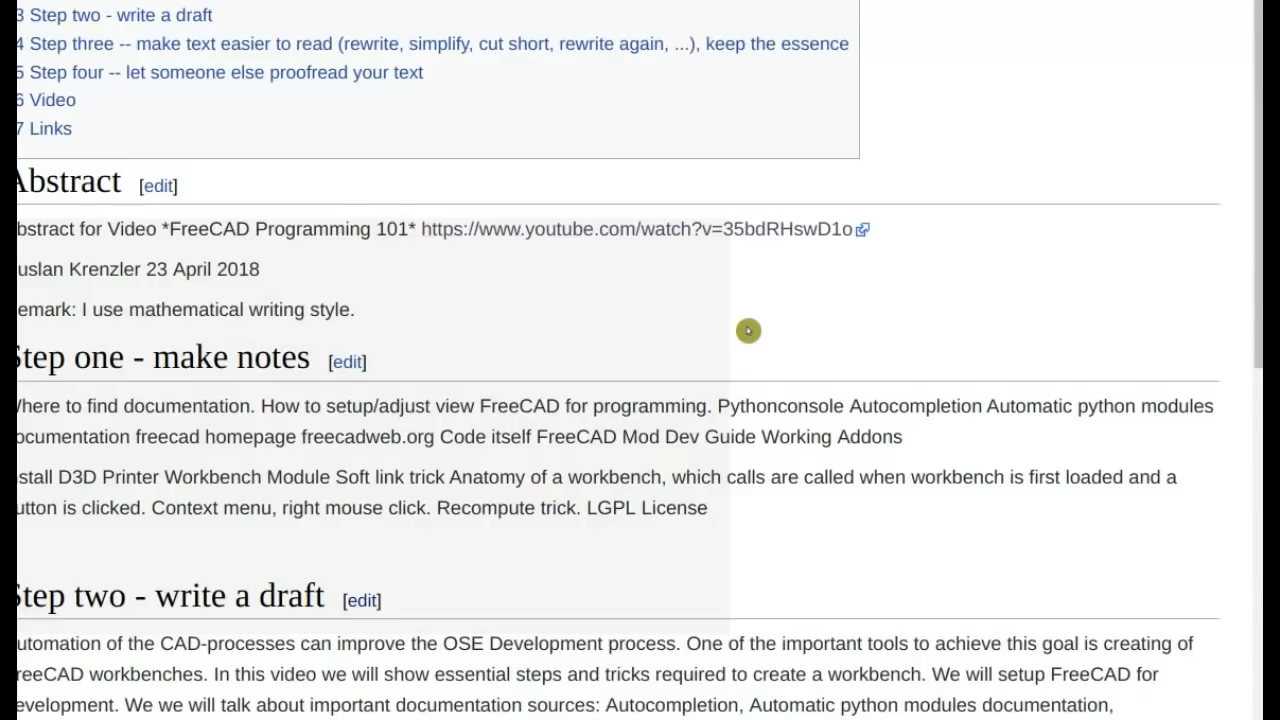 3 Step two - write a draft
4 Step three -- make text easier to read (rewrite, simplify, cut short, rewrite again, ...), keep the essence
5 Step four -- let someone else proofread your text
6 Video
7 Links
Abstract [edit]
bstract for Video *FreeCAD Programming 101* https://www.youtube.com/watch?v=35bdRHswD1o
uslan Krenzler 23 April 2018
emark: I use mathematical writing style.
Step one - make notes [edit]
here to find documentation. How to setup/adjust view FreeCAD for programming. Pythonconsole Autocompletion Automatic python modules
ocumentation freecad homepage freecadweb.org Code itself FreeCAD Mod Dev Guide Working Addons
stall D3D Printer Workbench Module Soft link trick Anatomy of a workbench, which calls are called when workbench is first loaded and a
utton is clicked. Context menu, right mouse click. Recompute trick. LGPL License
Step two - write a draft [edit]
utomation of the CAD-processes can improve the OSE Development process. One of the important tools to achieve this goal is creating of
reeCAD workbenches. In this video we will show essential steps and tricks required to create a workbench. We will setup FreeCAD for
evelopment. We we will talk about important documentation sources: Autocompletion, Automatic python modules documentation,